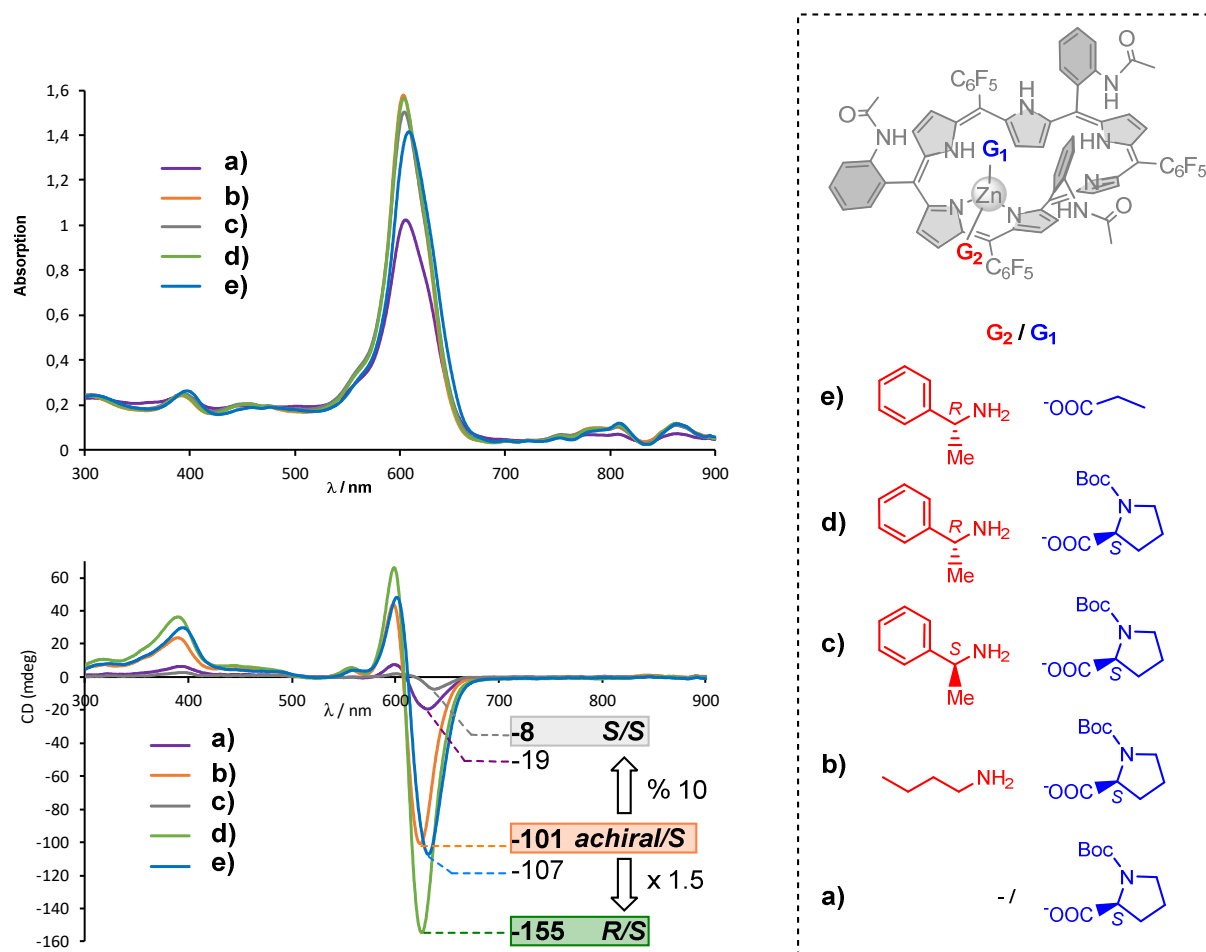 1,6
1,4
1,2
1
0,8
0,6
0,4
0,2
0
Absorption
a)
b)
c)
d)
e)
300 400 500 600 700 800 900
λ / nm
60
40
20
0
-20
-40
-60
-80
-100
-120
-140
-160
CD (mdeg)
300 400 500 600 700 800 900
λ / nm
a)
b)
c)
d)
e)
-8 S/S
-19
% 10
-101 achiral/S
-107
x 1.5
-155 R/S
O
C6F5
H
N
N
H
O
NH
NH
HN
G1
C6F5
Zn
N
N
N
HN
O
G2
C6F5
G2 / G1
e)
R
NH2
Me
-OOC
d)
R
NH2
Me
Boc
N
-OOC
S
c)
S
NH2
Me
Boc
N
-OOC
S
b)
NH2
Boc
N
-OOC
S
a)
- /
Boc
N
-OOC
S